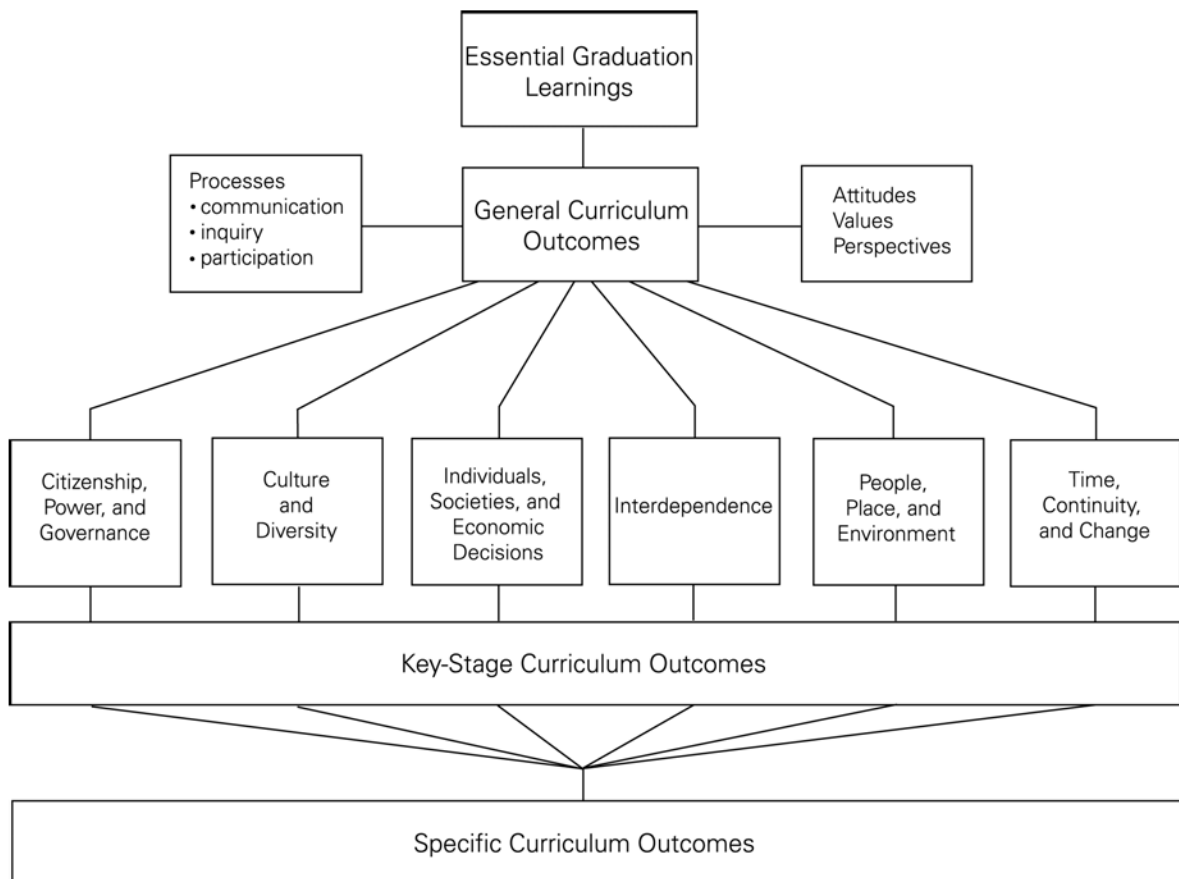 Essential Graduation
Learnings
Processes
• communication
• inquiry
• participation
General Curriculum
Outcomes
Attitudes
Values
Perspectives
Citizenship,
Power, and
Governance
Culture
and
Diversity
Individuals,
Societies, and
Economic
Decisions
Interdependence
People,
Place, and
Environment
Time,
Continuity,
and Change
Key-Stage Curriculum Outcomes
Specific Curriculum Outcomes